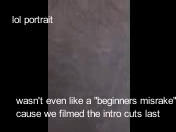 lol portrait
wasn't even like a "beginners misrake"
cause we filmed the intro cuts last